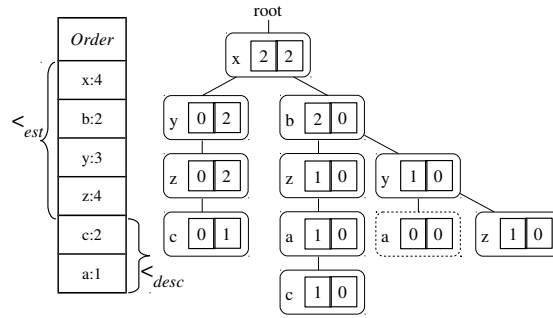 root
Order
x 2 2
x:4
b:2
y 0 2 b 2 0
<est
y:3
z 0 2 z 1 0 y 1 0
z:4
c:2
c 0 1 a 1 0 a 0 0 z 1 0
a:1
<desc
c 1 0